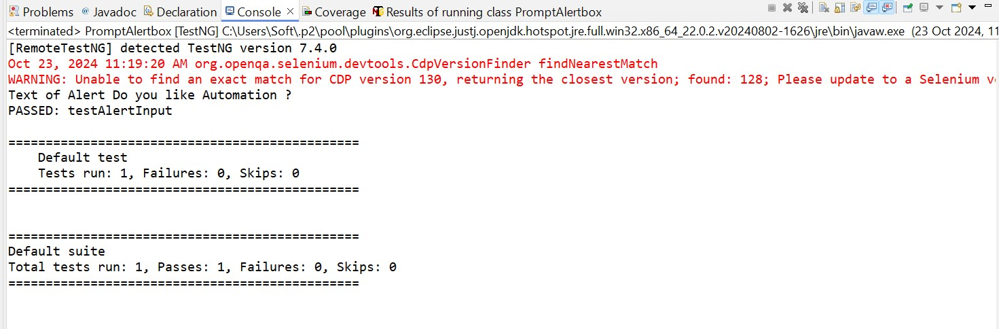 Problems @ Javadoc Declaration Console × Coverage Results of running class PromptAlertbox
<terminated> PromptAlertbox [TestNG] C:\Users\Soft\.p2\pool\plugins\org.eclipse.justj.openjdk.hotspot.jre.full.win32.x86_64_22.0.2.v20240802-1626\jre\bin\javaw.exe (23 Oct 2024, 11
[RemoteTestNG] detected TestNG version 7.4.0
Oct 23, 2024 11:19:20 AM org.openqa.selenium.devtools.CdpVersionFinder findNearestMatch
WARNING: Unable to find an exact match for CDP version 130, returning the closest version; found: 128; Please update to a Selenium v
Text of Alert Do you like Automation ?
PASSED: testAlertInput
===============================================
Default test
Tests run: 1, Failures: 0, Skips: 0
===============================================
===============================================
Default suite
Total tests run: 1, Passes: 1, Failures: 0, Skips: 0
===============================================